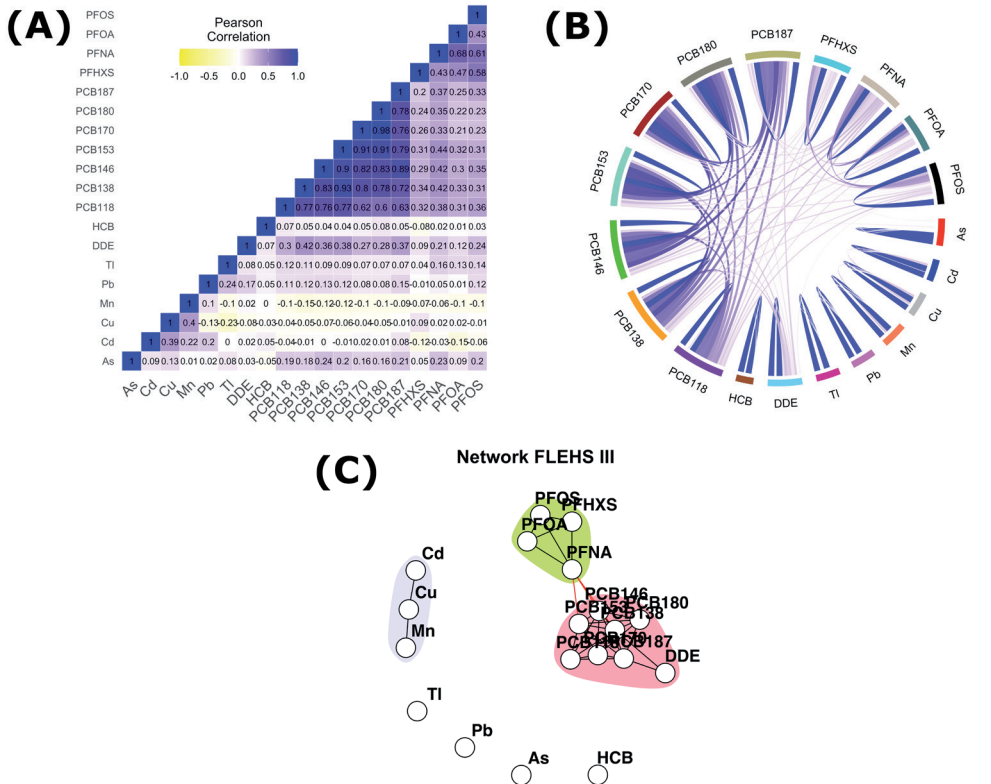 (A)
Pearson
Correlation
-1.0 -0.5 0.0 0.5 1.0
PFOS 1
PFOA 1 0.43
PFNA 1 0.68 0.61
PFHXS 1 0.43 0.47 0.58
PCB187 1 0.2 0.37 0.25 0.33
PCB180 1 0.78 0.24 0.35 0.22 0.22
PCB170 1 0.98 0.76 0.26 0.33 0.21 0.23
PCB153 1 0.91 0.91 0.79 0.31 0.44 0.32 0.31
PCB146 1 0.9 0.82 0.83 0.89 0.29 0.42 0.3 0.35
PCB138 1 0.83 0.93 0.8 0.78 0.72 0.34 0.42 0.33 0.31
PCB118 1 0.77 0.76 0.77 0.62 0.6 0.63 0.32 0.38 0.31 0.36
HCB 1 0.03 0.04 0.04 0.04 0.05 0.08 0.05 -0.08 0.02 0.01 0.03
DDE 1 0.07 0.3 0.42 0.36 0.38 0.27 0.28 0.37 0.09 0.21 0.12 0.24
Tl 1 0.08 0.05 0.12 0.11 0.09 0.09 0.07 0.07 0.07 0.04 0.16 0.13 0.14
Pb 1 0.24 0.17 0.05 0.11 0.12 0.13 0.12 0.08 0.08 0.15 -0.01 0.05 0.01 0.12
Mn 1 0.1 -0.1 0.02 0 -0.1 -0.15 -0.12 -0.12 -0.1 -0.1 -0.09 -0.07 -0.06 -0.1 -0.1
Cu 1 0.4 -0.13 -0.23 -0.08 -0.03 -0.04 -0.05 -0.07 -0.06 -0.04 -0.05 -0.01 0.09 0.02 -0.02 -0.01
Cd 1 0.39 0.22 0.2 0 0.02 0.05 -0.04 -0.01 0 -0.01 0.04 0.02 0.08 -0.12 -0.03 -0.15 -0.06
As 1 0.09 0.13 0.01 0.02 0.08 0.03 -0.05 0.19 0.18 0.24 0.2 0.16 0.16 0.21 0.05 0.23 0.09 0.2
As Cd Cu Mn Pb Tl DDE HCB PCB118 PCB138 PCB146 PCB153 PCB170 PCB180 PCB187 PFHXS PFNA PFOA PFOS
(B)
PCB187
PFHXS
PFNA
PFOA
PFOS
As
Cd
Cu
Mn
Pb
Tl
DDE
HCB
PCB118
PCB138
PCB146
PCB153
PCB170
PCB180
(C)
Network FLEHS III
PFOS
PFHXS
PFOA
PFNA
Cd
Cu
Mn
PCB146
PCB153
PCB180
PCB138
PCB170
PCB187
DDE
Tl
Pb
As
HCB